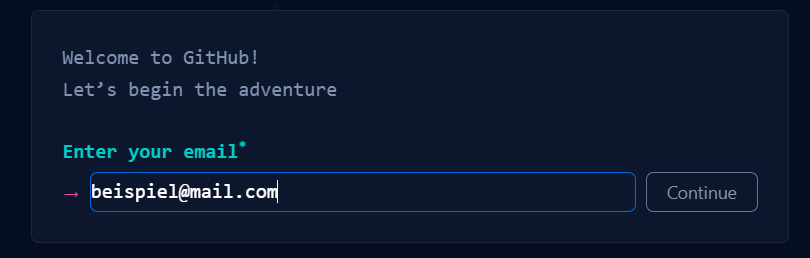 Welcome to GitHub!
Let’s begin the adventure
Enter your email*
→ beispiel@mail.com Continue